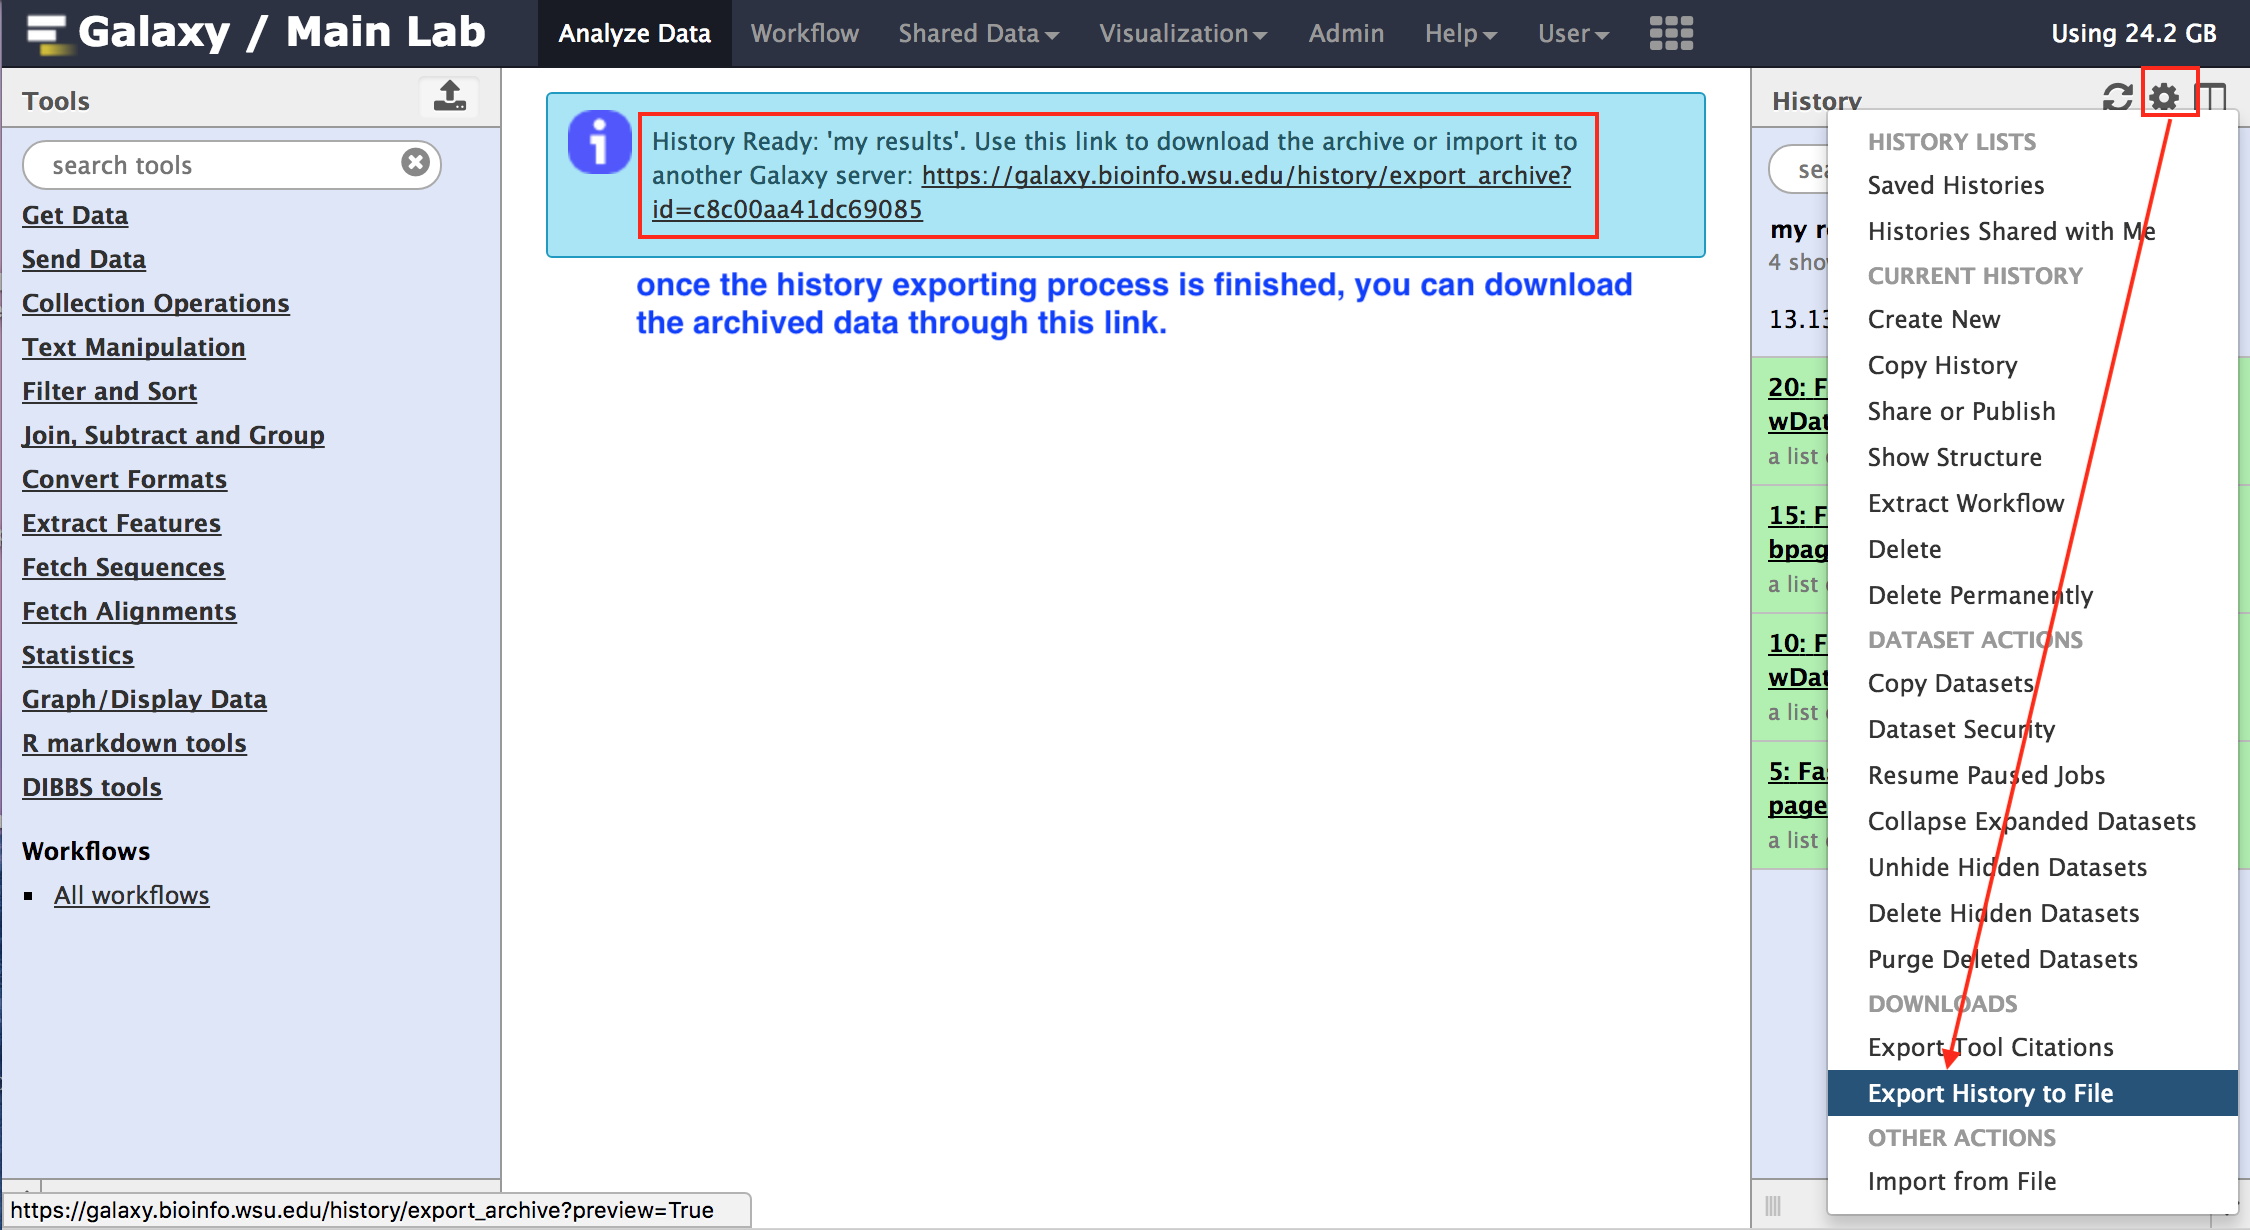 Galaxy / Main Lab
Analyze Data
Workflow
Shared Data
Visualization
Admin
Help
User
Using 24.2 GB
Tools
search tools
Get Data
Send Data
Collection Operations
Text Manipulation
Filter and Sort
Join, Subtract and Group
Convert Formats
Extract Features
Fetch Sequences
Fetch Alignments
Statistics
Graph/Display Data
R markdown tools
DIBBS tools
Workflows
All workflows
https://galaxy.bioinfo.wsu.edu/history/export_archive?preview=True
History Ready: 'my results'. Use this link to download the archive or import it to
another Galaxy server: https://galaxy.bioinfo.wsu.edu/history/export_archive?
id=c8c00aa41dc69085
once the history exporting process is finished, you can download
the archived data through this link.
History
my
4
13.13
20:
wDat
a list
15:
bpag
a list
10:
wDat
a list
5: Fas
page
a list
HISTORY LISTS
Saved Histories
Histories Shared with Me
CURRENT HISTORY
Create New
Copy History
Share or Publish
Show Structure
Extract Workflow
Delete
Delete Permanently
DATASET ACTIONS
Copy Datasets
Dataset Security
Resume Paused Jobs
Collapse Expanded Datasets
Unhide Hidden Datasets
Delete Hidden Datasets
Purge Deleted Datasets
DOWNLOADS
Export Tool Citations
Export History to File
OTHER ACTIONS
Import from File